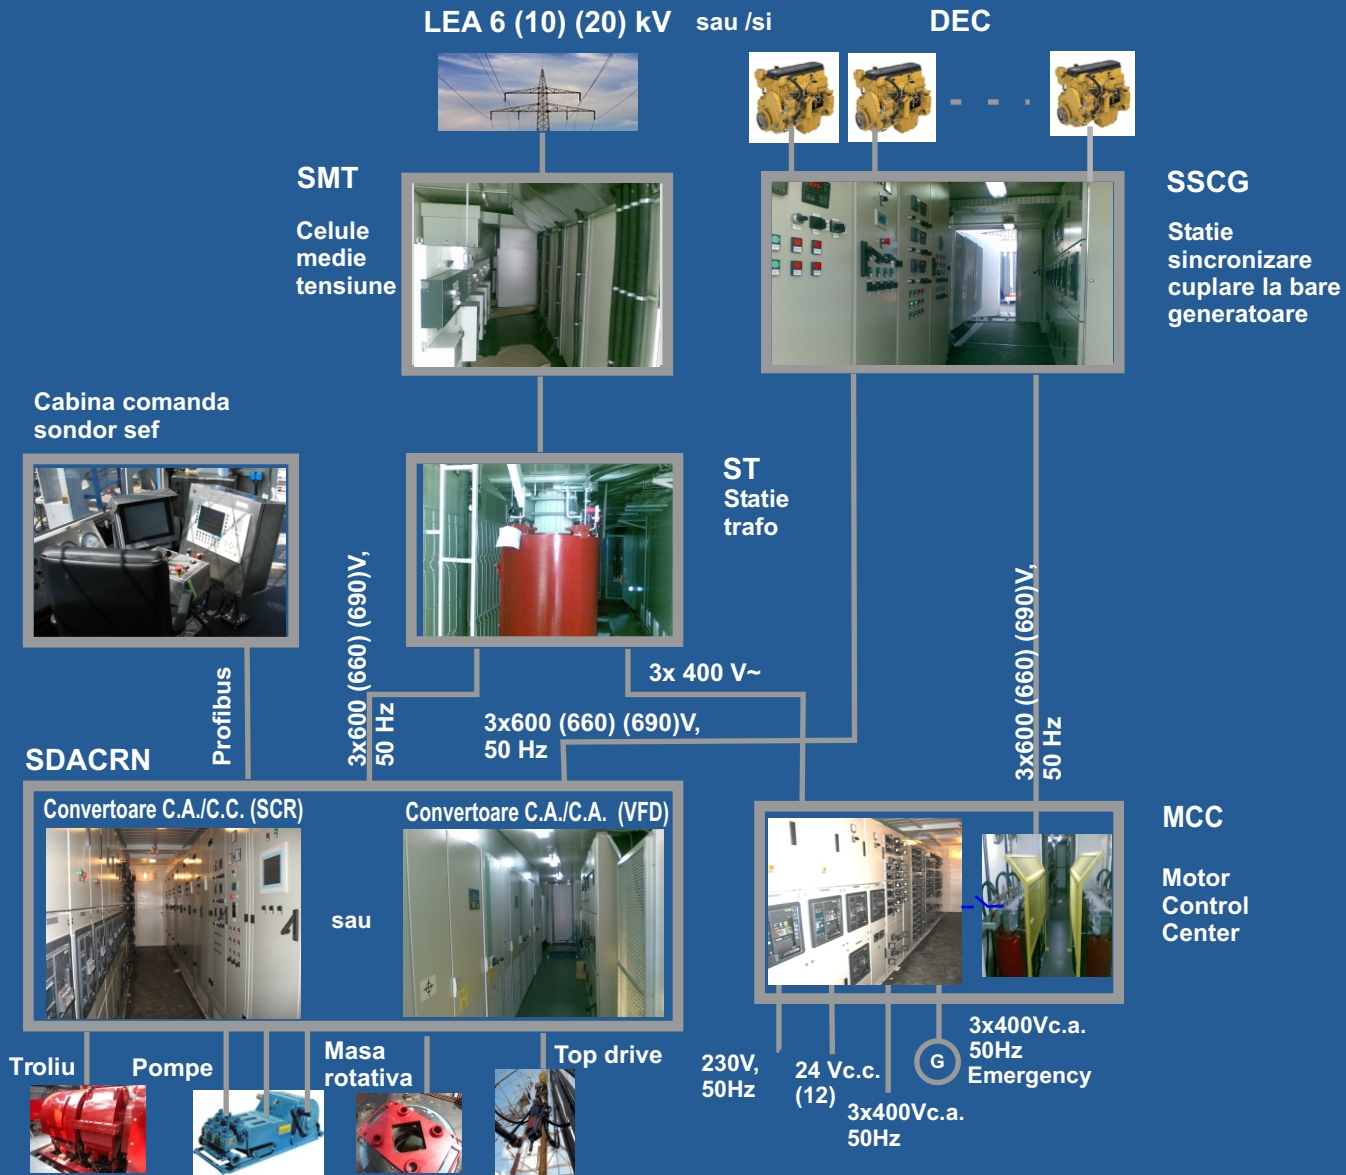 LEA 6 (10) (20) kV
sau /si
DEC
SMT
Celule
medie
tensiune
SSCG
Statie
sincronizare
cuplare la bare
generatoare
Cabina comanda
sondor sef
ST
Statie
trafo
Profibus
3x600 (660) (690)V,
50 Hz
3x 400 V~
3x600 (660) (690)V,
50 Hz
3x600 (660) (690)V,
50 Hz
SDACRN
Convertoare C.A./C.C. (SCR)
sau
Convertoare C.A./C.A. (VFD)
MCC
Motor
Control
Center
Troliu
Pompe
Masa
rotativa
Top drive
230V,
50Hz
24 Vc.c.
(12)
3x400Vc.a.
50Hz
G
3x400Vc.a.
50Hz
Emergency